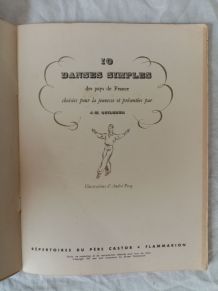 10
DANSES SIMPLES
des pays de France
choisies pour la jeunesse et présentées par
J.-M. GUILCHER
Illustrations d'André Pecq
RÉPERTOIRES DU PÈRE CASTOR • FLAMMARION